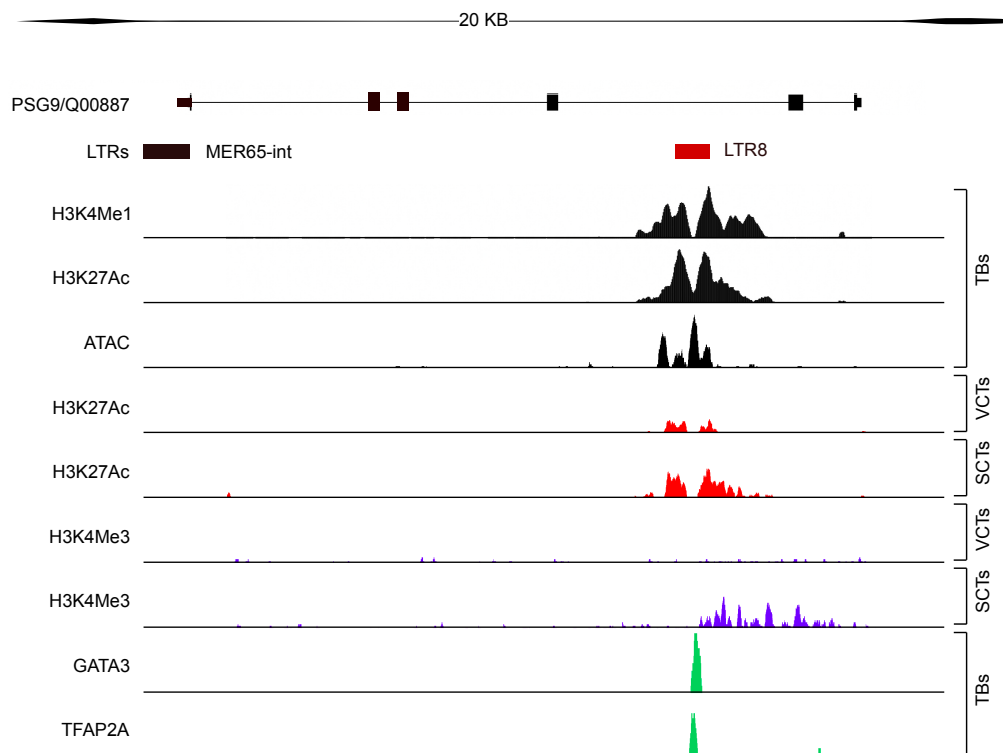 20 KB
PSG9/Q00887
LTRs MER65-int LTR8
H3K4Me1
H3K27Ac
TBs
ATAC
H3K27Ac VCTs
H3K27Ac SCTs
H3K4Me3 VCTs
H3K4Me3 SCTs
GATA3
TBs
TFAP2A